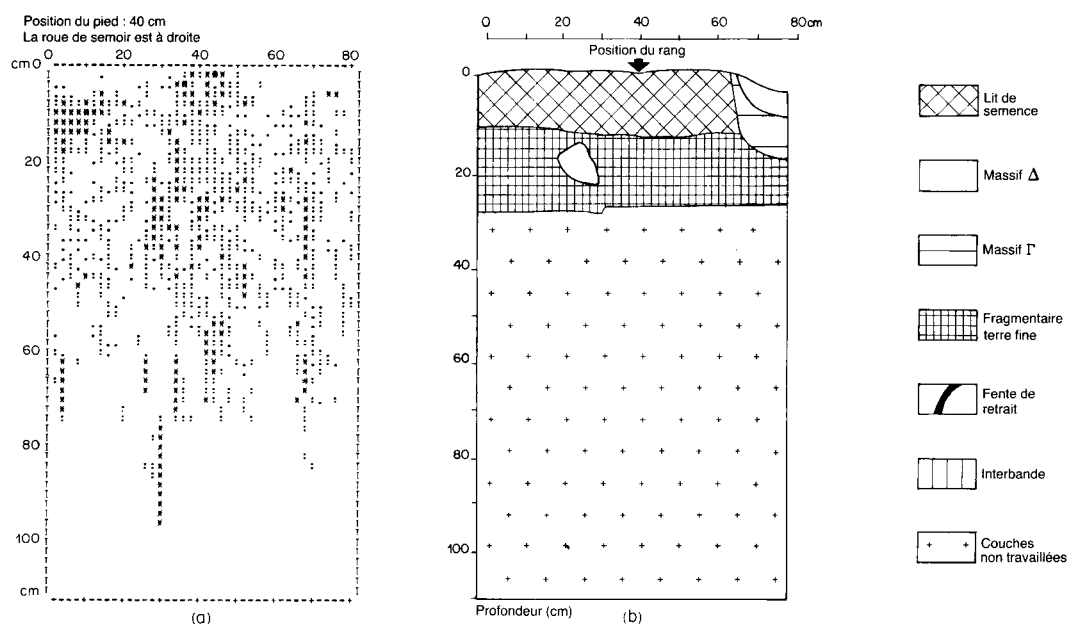 Position du pied : 40 cm
La roue de semoir est à droite
0 20 40 60 80
cm 0
20
40
60
80
100
cm
(a)
0 20 40 60 80cm
Position du rang
0
20
40
60
80
100
Profondeur (cm)
(b)
Lit de
semence
Massif Δ
Massif Γ
Fragmentaire
terre fine
Fente de
retrait
Interbande
Couches
non travaillées